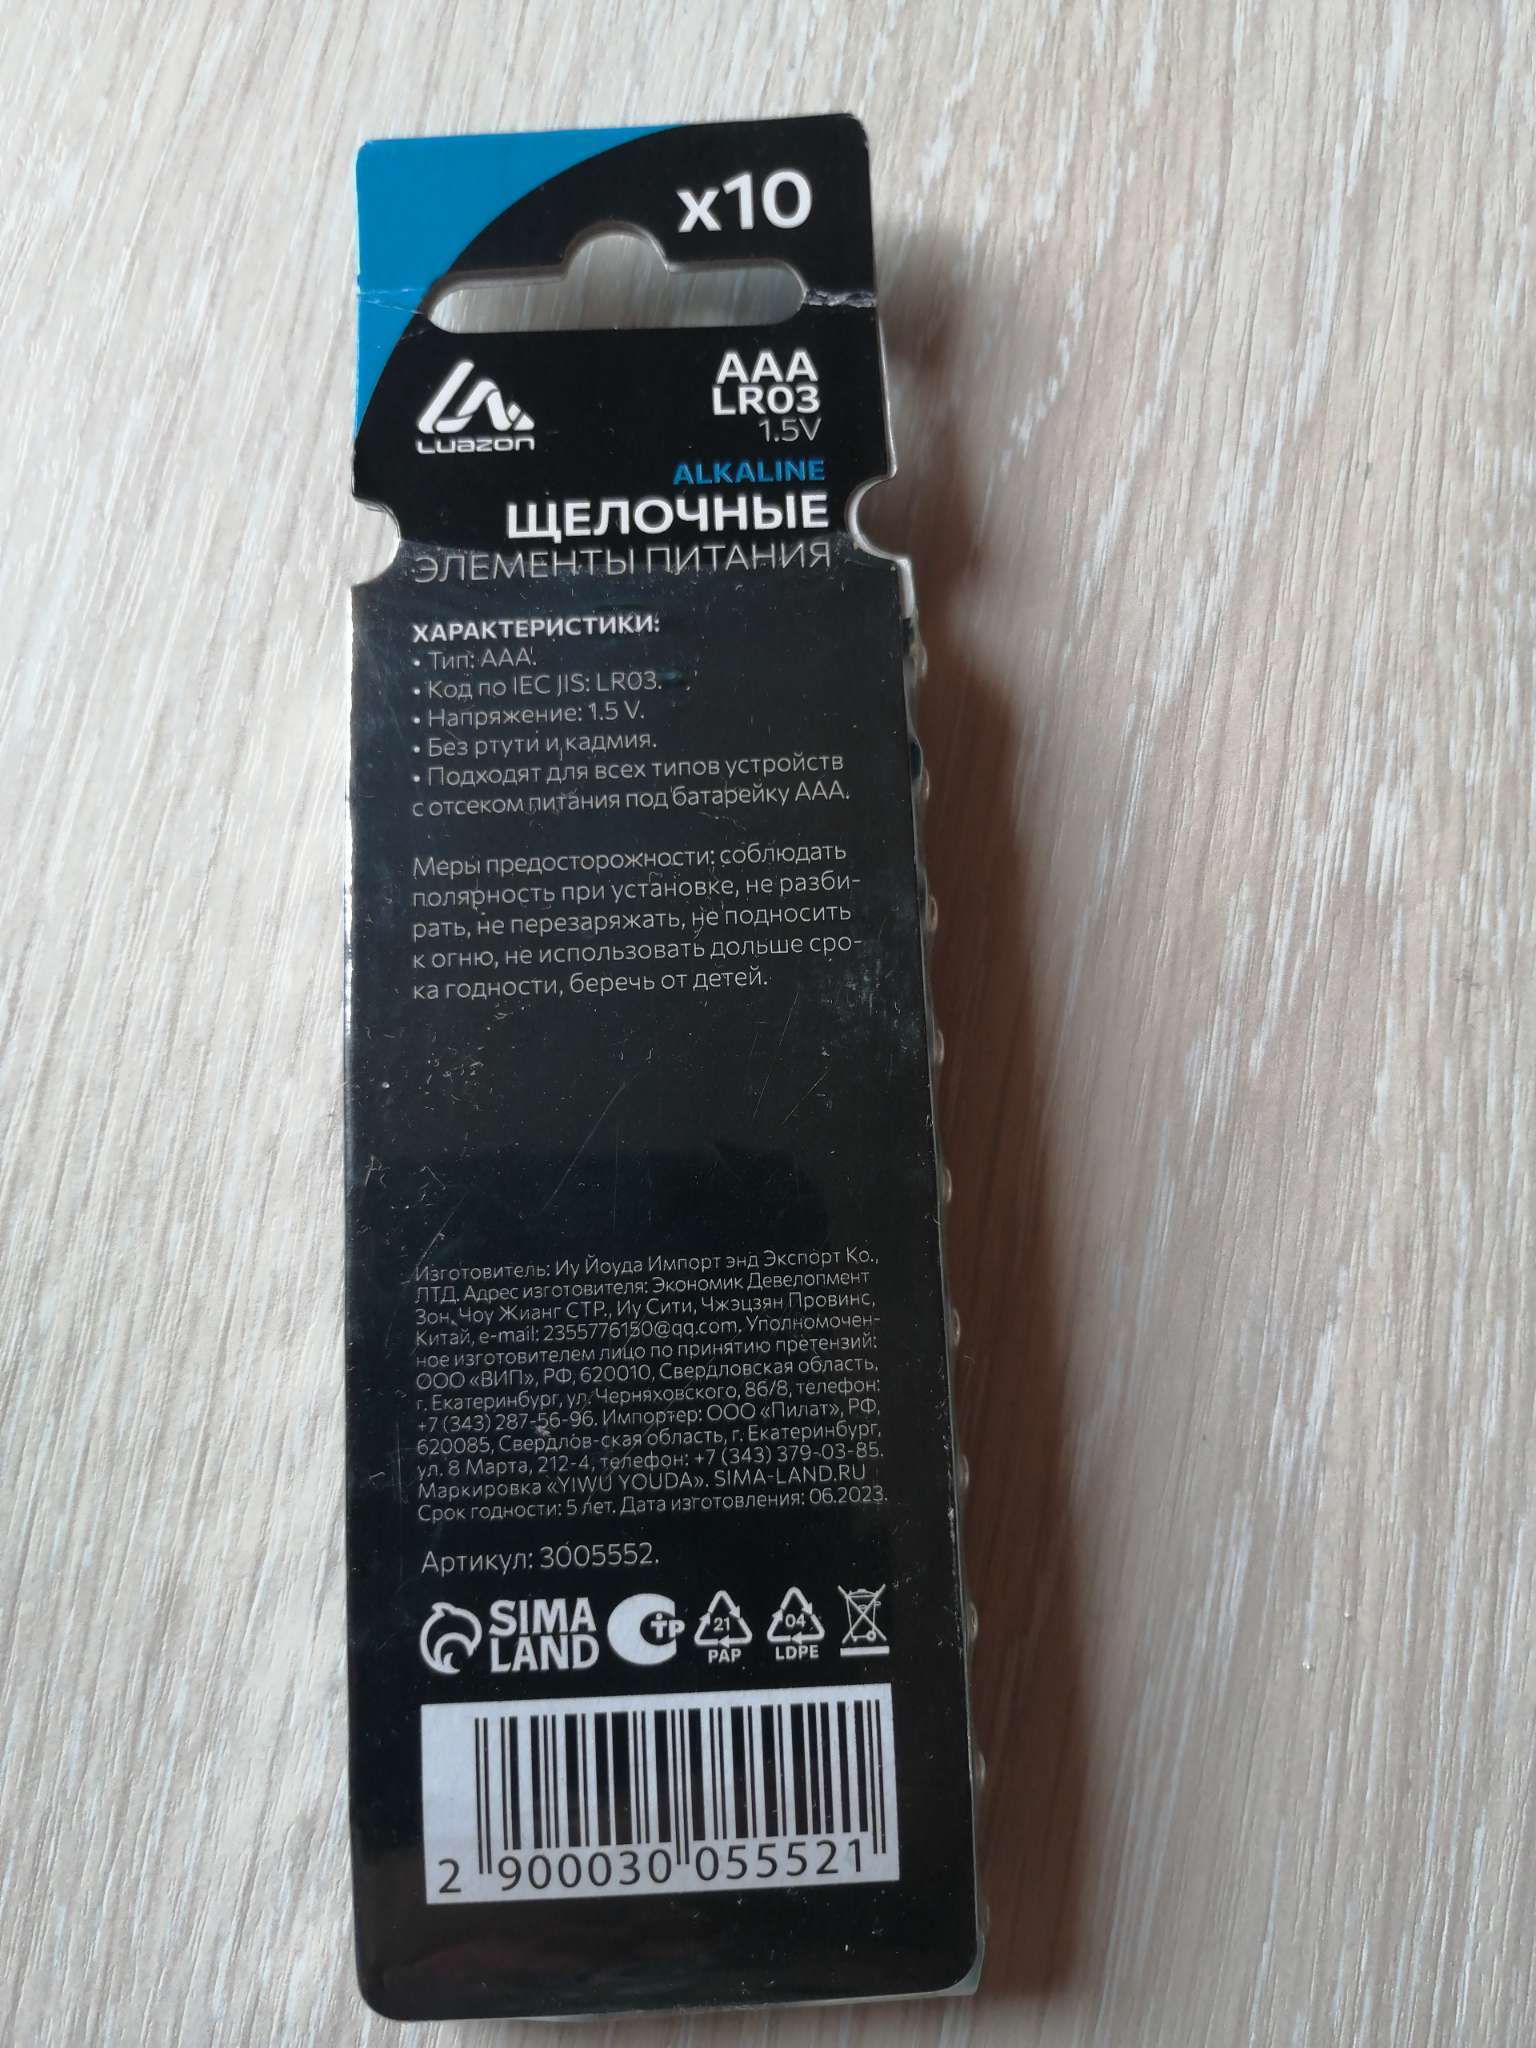 x10
LUAZON
AAA
LR03
1.5V
ALKALINE
ЩЕЛОЧНЫЕ
ЭЛЕМЕНТЫ ПИТАНИЯ
ХАРАКТЕРИСТИКИ:
• Тип: AAA.
• Код по IEC JIS: LR03.
• Напряжение: 1.5 V.
• Без ртути и кадмия.
• Подходят для всех типов устройств
с отсеком питания под батарейку AAA.
Меры предосторожности: соблюдать
полярность при установке, не разби-
рать, не перезаряжать, не подносить
к огню, не использовать дольше сро-
ка годности, беречь от детей.
Изготовитель: Иу Йоуда Импорт энд Экспорт Ко.,
ЛТД. Адрес изготовителя: Экономик Девелопмент
Зон, Чоу Жианг СТР., Иу Сити, Чжэцзян Провинс,
Китай, e-mail: 2355776150@qq.com. Уполномочен-
ное изготовителем лицо по принятию претензий:
ООО «ВИП», РФ, 620010, Свердловская область,
г. Екатеринбург, ул. Черняховского, 86/8, телефон:
+7 (343) 287-56-96. Импортер: ООО «Пилат», РФ,
620085, Свердлов-ская область, г. Екатеринбург,
ул. 8 Марта, 212-4, телефон: +7 (343) 379-03-85.
Маркировка «YIWU YOUDA». SIMA-LAND.RU
Срок годности: 5 лет. Дата изготовления: 06.2023.
Артикул: 3005552.
SIMA
LAND
СТР
21
PAP
04
LDPE
2 900030 055521